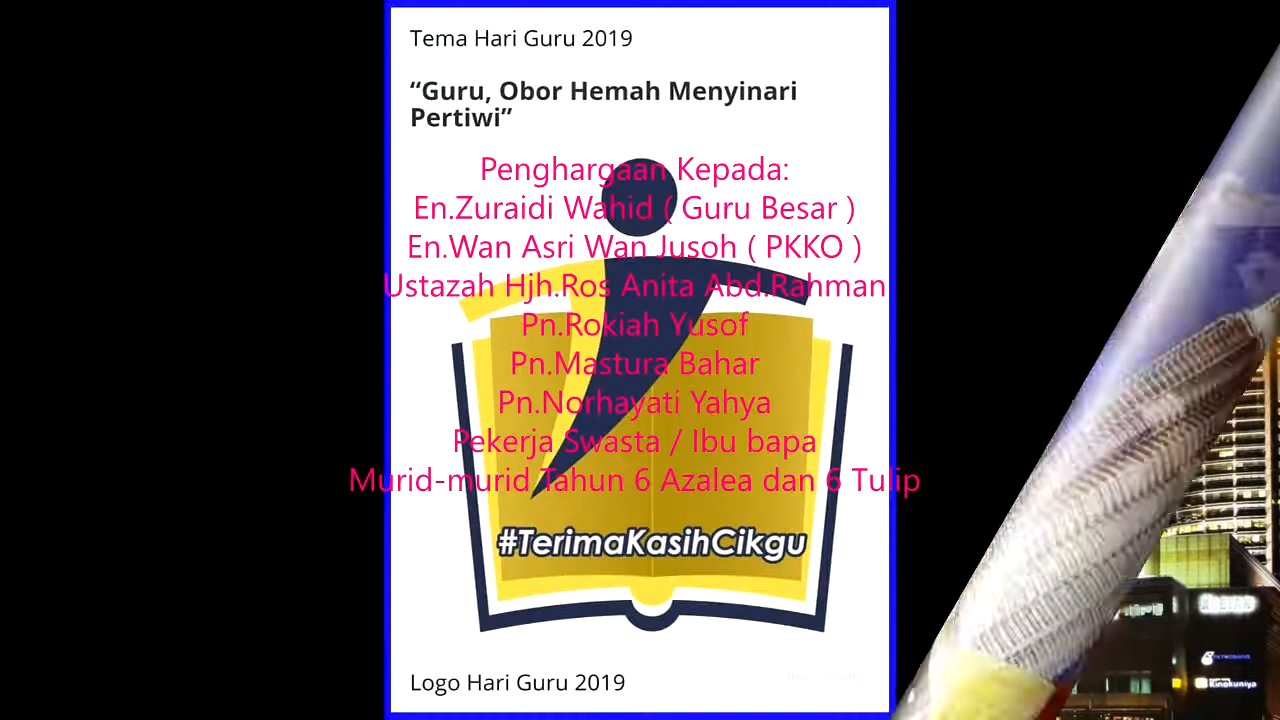 Tema Hari Guru 2019
“Guru, Obor Hemah Menyinari
Pertiwi”
Penghargaan Kepada:
En.Zuraidi Wahid ( Guru Besar )
En.Wan Asri Wan Jusoh ( PKKO )
Ustazah Hjh.Ros Anita Abd.Rahman
Pn.Rokiah Yusof
Pn.Mastura Bahar
Pn.Norhayati Yahya
Pekerja Swasta / Ibu bapa
Murid-murid Tahun 6 Azalea dan 6 Tulip
#TerimaKasihCikgu
Logo Hari Guru 2019
PETRONAS
Kinokuniya